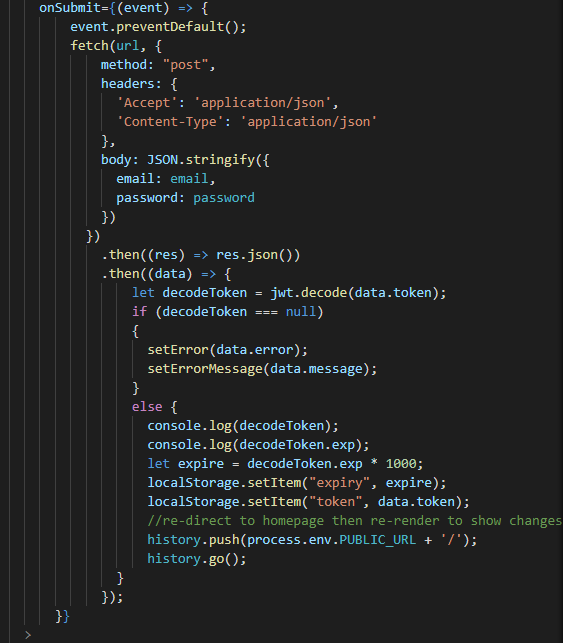 onSubmit={(event) => {
event.preventDefault();
fetch(url, {
method: "post",
headers: {
'Accept': 'application/json',
'Content-Type': 'application/json'
},
body: JSON.stringify({
email: email,
password: password
})
})
.then((res) => res.json())
.then((data) => {
let decodeToken = jwt.decode(data.token);
if (decodeToken === null)
{
setError(data.error);
setErrorMessage(data.message);
}
else {
console.log(decodeToken);
console.log(decodeToken.exp);
let expire = decodeToken.exp * 1000;
localStorage.setItem("expiry", expire);
localStorage.setItem("token", data.token);
//re-direct to homepage then re-render to show changes
history.push(process.env.PUBLIC_URL + '/');
history.go();
}
});
}}
>